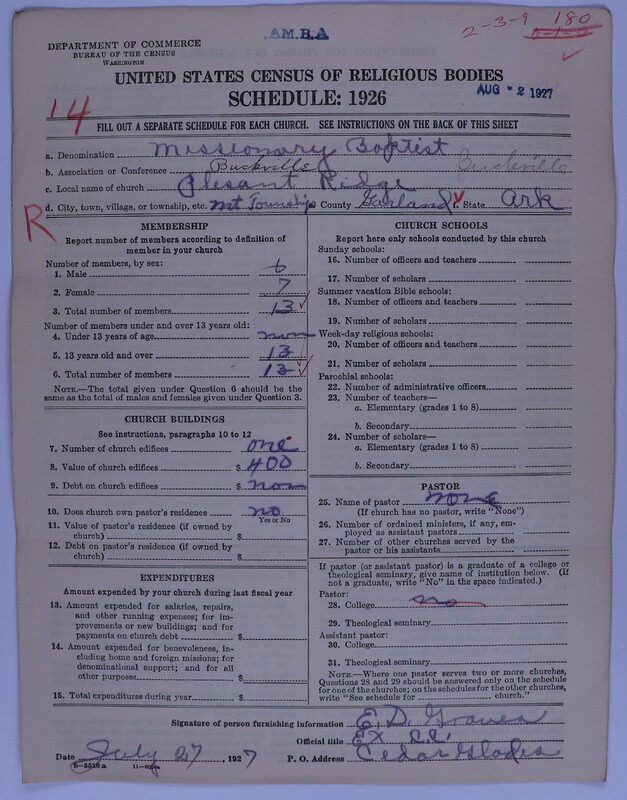 A.M.B.A
2-3-9 180
DEPARTMENT OF COMMERCE
BUREAU OF THE CENSUS
WASHINGTON
UNITED STATES CENSUS OF RELIGIOUS BODIES
SCHEDULE: 1926
AUG -2 1927
14
FILL OUT A SEPARATE SCHEDULE FOR EACH CHURCH. SEE INSTRUCTIONS ON THE BACK OF THIS SHEET
a. Denomination Missionary Baptist
b. Association or Conference Buckville Buckville
c. Local name of church Plesant Ridge
d. City, town, village, or township, etc. Mt Township County Garland f. State Ark
R
MEMBERSHIP
Report number of members according to definition of
member in your church
Number of members, by sex:
1. Male 6
2. Female 7
3. Total number of members 13
Number of members under and over 13 years old:
4. Under 13 years of age non
5. 13 years old and over 13
6. Total number of members 13
NOTE.—The total given under Question 6 should be
the same as the total of males and females given under Question 3.
CHURCH BUILDINGS
See instructions, paragraphs 10 to 12
7. Number of church edifices one
8. Value of church edifices $ 400
9. Debt on church edifices $ non
10. Does church own pastor's residence no
Yes or No
11. Value of pastor's residence (if owned by
church) $
12. Debt on pastor's residence (if owned by
church) $
EXPENDITURES
Amount expended by your church during last fiscal year
13. Amount expended for salaries, repairs,
and other running expenses; for im-
provements or new buildings; and for
payments on church debt $
14. Amount expended for benevolences, in-
cluding home and foreign missions; for
denominational support; and for all
other purposes $
15. Total expenditures during year $
CHURCH SCHOOLS
Report here only schools conducted by this church
Sunday schools:
16. Number of officers and teachers
17. Number of scholars
Summer vacation Bible schools:
18. Number of officers and teachers
19. Number of scholars
Week-day religious schools:
20. Number of officers and teachers
21. Number of scholars
Parochial schools:
22. Number of administrative officers
23. Number of teachers—
a. Elementary (grades 1 to 8)
b. Secondary
24. Number of scholars—
a. Elementary (grades 1 to 8)
b. Secondary
PASTOR
25. Name of pastor none
(If church has no pastor, write "None")
26. Number of ordained ministers, if any, em-
ployed as assistant pastors
27. Number of other churches served by the
pastor or his assistants
If pastor (or assistant pastor) is a graduate of a college or
theological seminary, give name of institution below. (If
not a graduate, write "No" in the space indicated.)
Pastor:
28. College no
29. Theological seminary
Assistant pastor:
30. College
31. Theological seminary
NOTE.—Where one pastor serves two or more churches,
Questions 28 and 29 should be answered only on the schedule
for one of the churches; on the schedules for the other churches,
write "See schedule for church."
Signature of person furnishing information E. D. Graves
Official title Ex C.C.
Date July 27, 1927 P. O. Address Cedar Glades
8-5518a